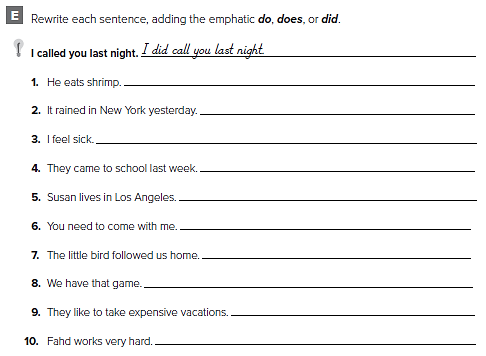 E Rewrite each sentence, adding the emphatic do, does, or did.
I called you last night. I did call you last night.
1. He eats shrimp.
2. It rained in New York yesterday.
3. I feel sick.
4. They came to school last week.
5. Susan lives in Los Angeles.
6. You need to come with me.
7. The little bird followed us home.
8. We have that game.
9. They like to take expensive vacations.
10. Fahd works very hard.